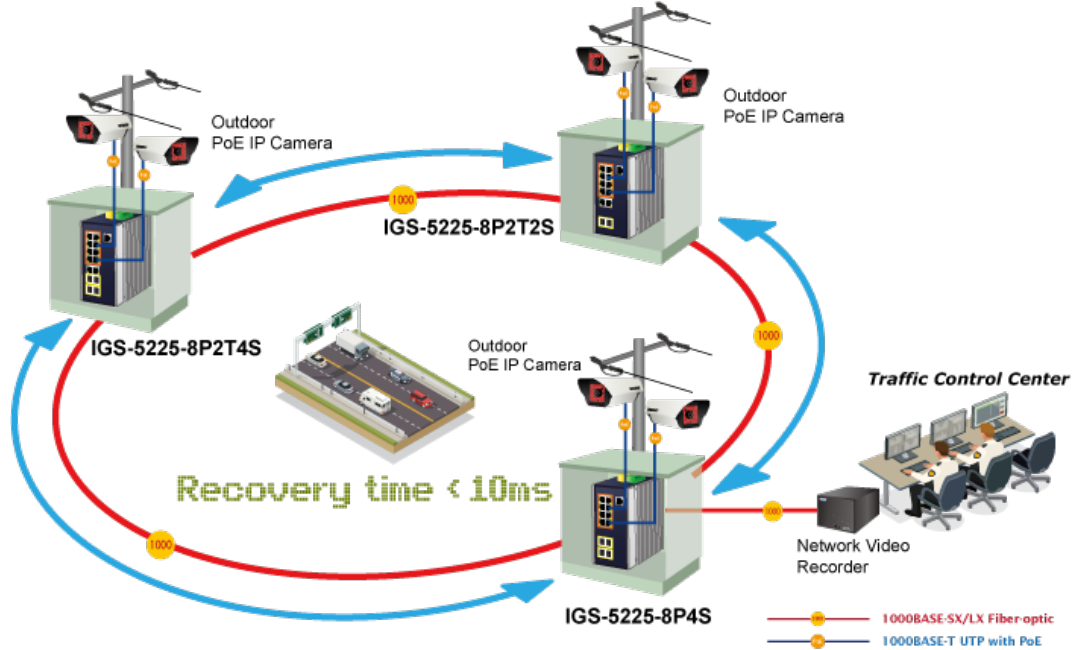 Outdoor
PoE IP Camera
Outdoor
PoE IP Camera
1000
IGS-5225-8P2T2S
IGS-5225-8P2T4S
1000
Outdoor
PoE IP Camera
Traffic Control Center
Recovery time < 10ms
1000
1000
Network Video
Recorder
IGS-5225-8P4S
1000BASE-SX/LX Fiber-optic
1000BASE-T UTP with PoE